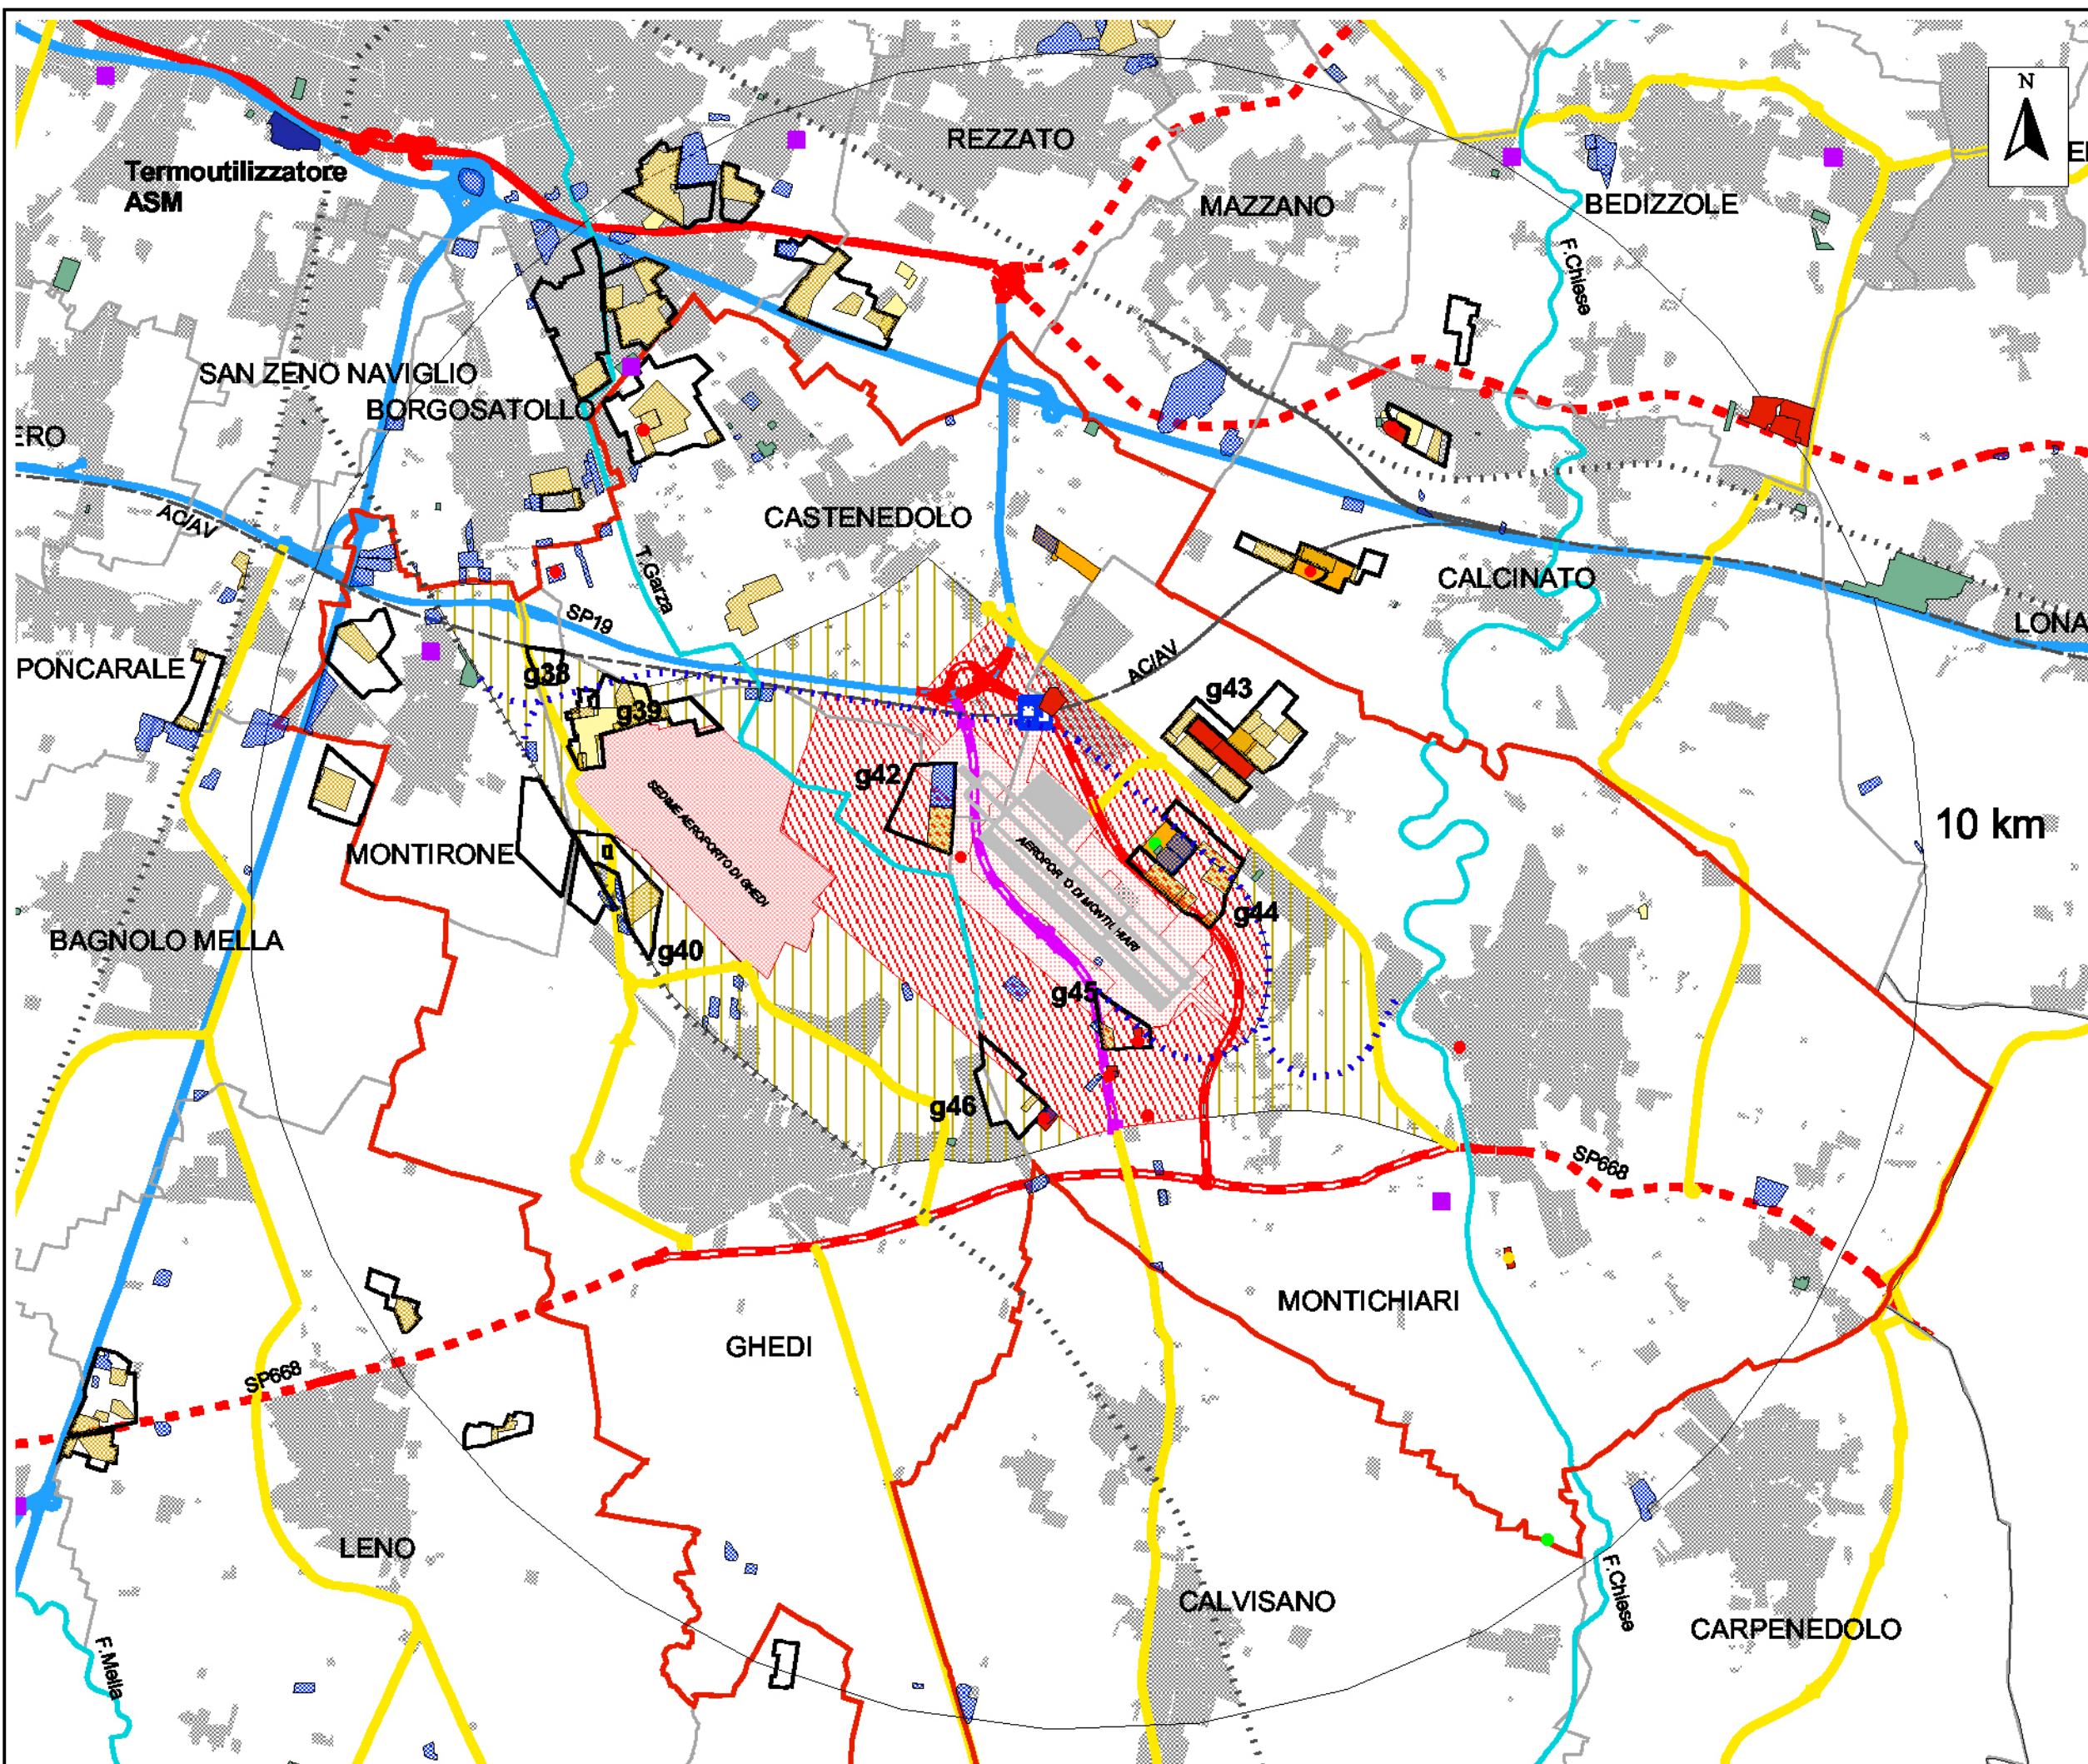 N
REZZATO
Termoutilizzatore
ASM
MAZZANO
BEDIZZOLE
F.Chiese
SAN ZENO NAVIGLIO
BORGOSATOLLO
ERO
AC/AV
CASTENEDOLO
T.Garza
CALCINATO
SP19
LONA
PONCARALE
AC/AV
g38
g39
g43
g42
SEDIME AEROPORTO DI GHEDI
10 km
MONTIRONE
d
g44
BAGNOLO MELLA
g40
g45
g46
SP668
MONTICHIARI
GHEDI
SP668
LENO
CALVISANO
F.Chiese
CARPENEDOLO
F.Mella